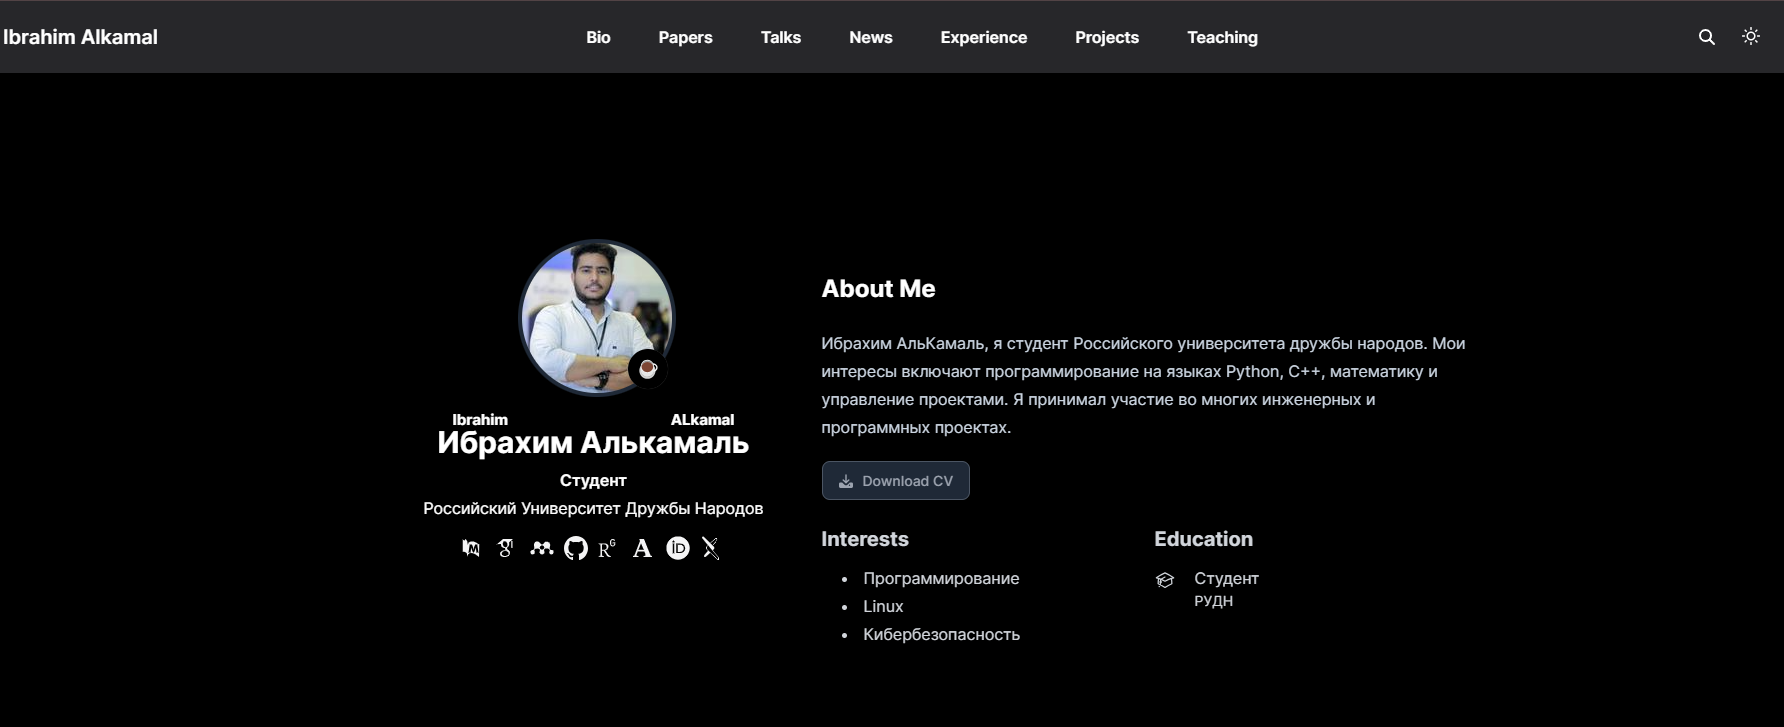 Ibrahim Alkamal
Bio Papers Talks News Experience Projects Teaching
Ibrahim ALkamal
Ибрахим Алькамаль
Студент
Российский Университет Дружбы Народов
About Me
Ибрахим АльКамаль, я студент Российского университета дружбы народов. Мои
интересы включают программирование на языках Python, C++, математику и
управление проектами. Я принимал участие во многих инженерных и
программных проектах.
Download CV
Interests
Программирование
Linux
Кибербезопасность
Education
Студент
РУДН